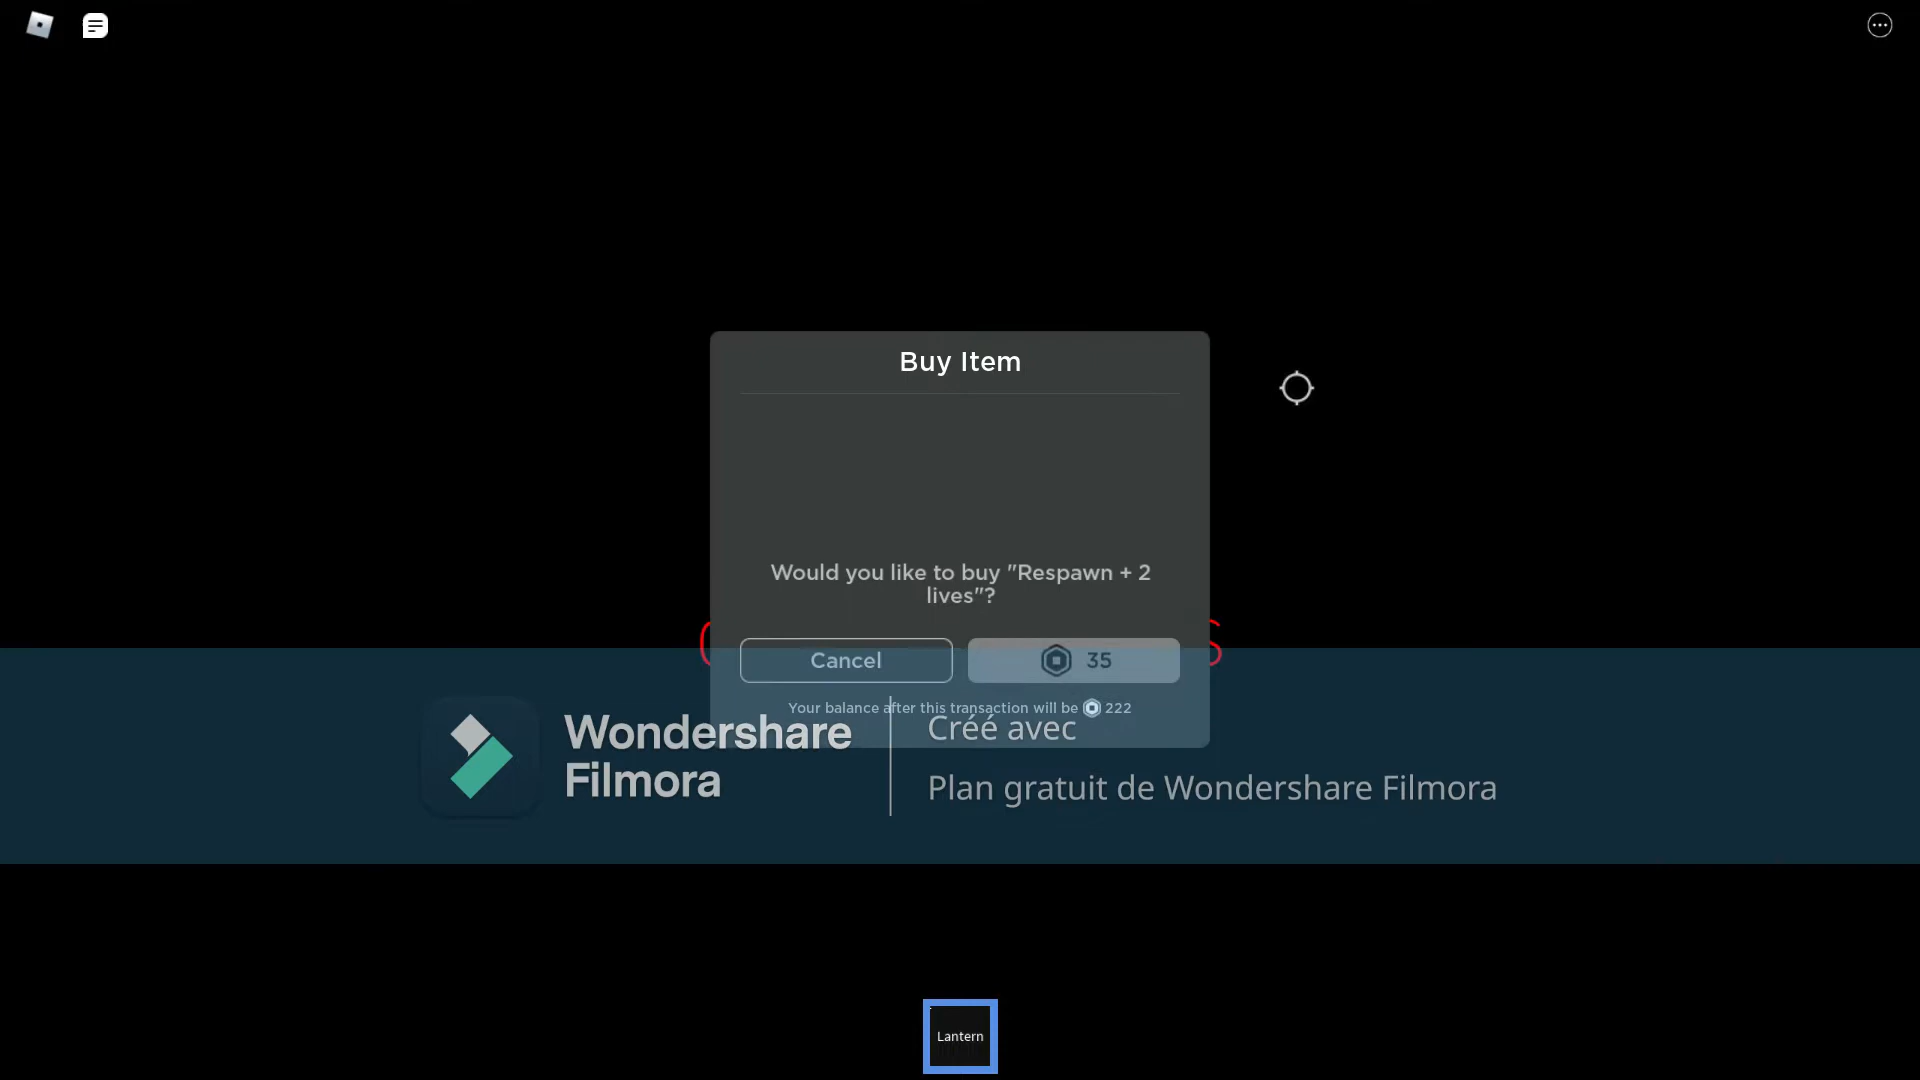 Buy Item
Would you like to buy "Respawn + 2
lives"?
Cancel
35
Your balance after this transaction will be 222
Wondershare
Filmora
Créé avec
Plan gratuit de Wondershare Filmora
Lantern